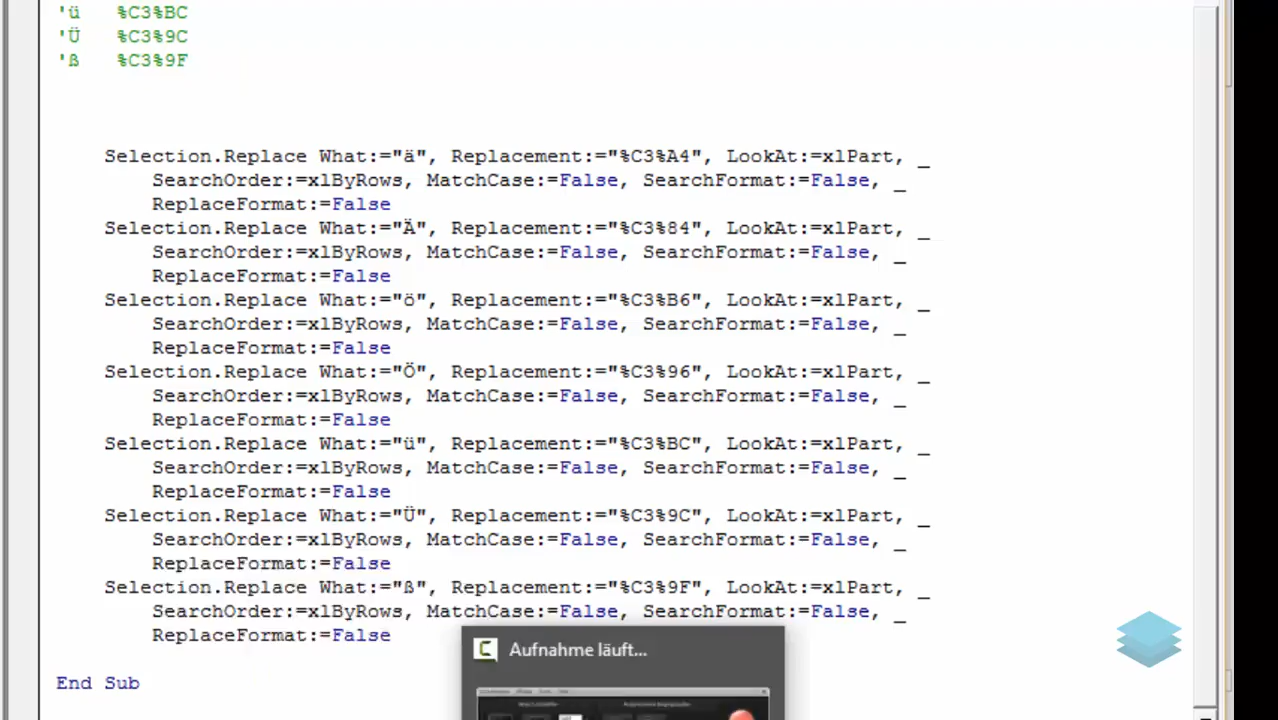 'ü   %C3%BC
'Ü   %C3%9C
'ß   %C3%9F
Selection.Replace What:="ä", Replacement:="%C3%A4", LookAt:=xlPart, _
SearchOrder:=xlByRows, MatchCase:=False, SearchFormat:=False, _
ReplaceFormat:=False
Selection.Replace What:="Ä", Replacement:="%C3%84", LookAt:=xlPart, _
SearchOrder:=xlByRows, MatchCase:=False, SearchFormat:=False, _
ReplaceFormat:=False
Selection.Replace What:="ö", Replacement:="%C3%B6", LookAt:=xlPart, _
SearchOrder:=xlByRows, MatchCase:=False, SearchFormat:=False, _
ReplaceFormat:=False
Selection.Replace What:="Ö", Replacement:="%C3%96", LookAt:=xlPart, _
SearchOrder:=xlByRows, MatchCase:=False, SearchFormat:=False, _
ReplaceFormat:=False
Selection.Replace What:="ü", Replacement:="%C3%BC", LookAt:=xlPart, _
SearchOrder:=xlByRows, MatchCase:=False, SearchFormat:=False, _
ReplaceFormat:=False
Selection.Replace What:="Ü", Replacement:="%C3%9C", LookAt:=xlPart, _
SearchOrder:=xlByRows, MatchCase:=False, SearchFormat:=False, _
ReplaceFormat:=False
Selection.Replace What:="ß", Replacement:="%C3%9F", LookAt:=xlPart, _
SearchOrder:=xlByRows, MatchCase:=False, SearchFormat:=False, _
ReplaceFormat:=False
Aufnahme läuft...
End Sub